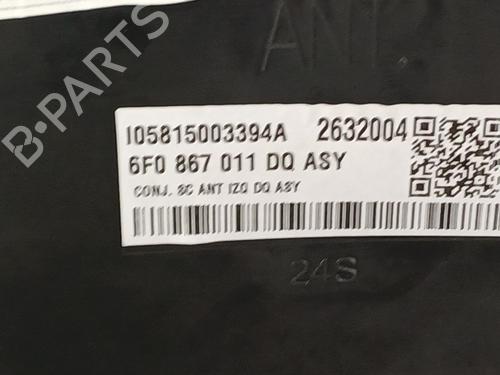 ANT.
I05815003394A 2632004
6F0 867 011 DQ ASY
CONJ. SC ANT IZQ DQ ASY
24S
B-PARTS